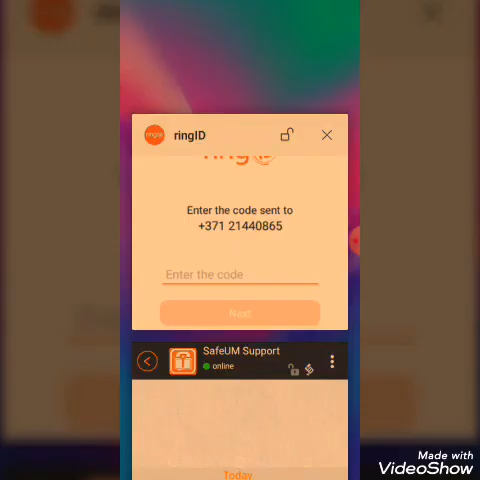 ringID
Enter the code sent to
+371 21440865
Enter the code
Next
SafeUM Support
online
Today
Made with
VideoShow